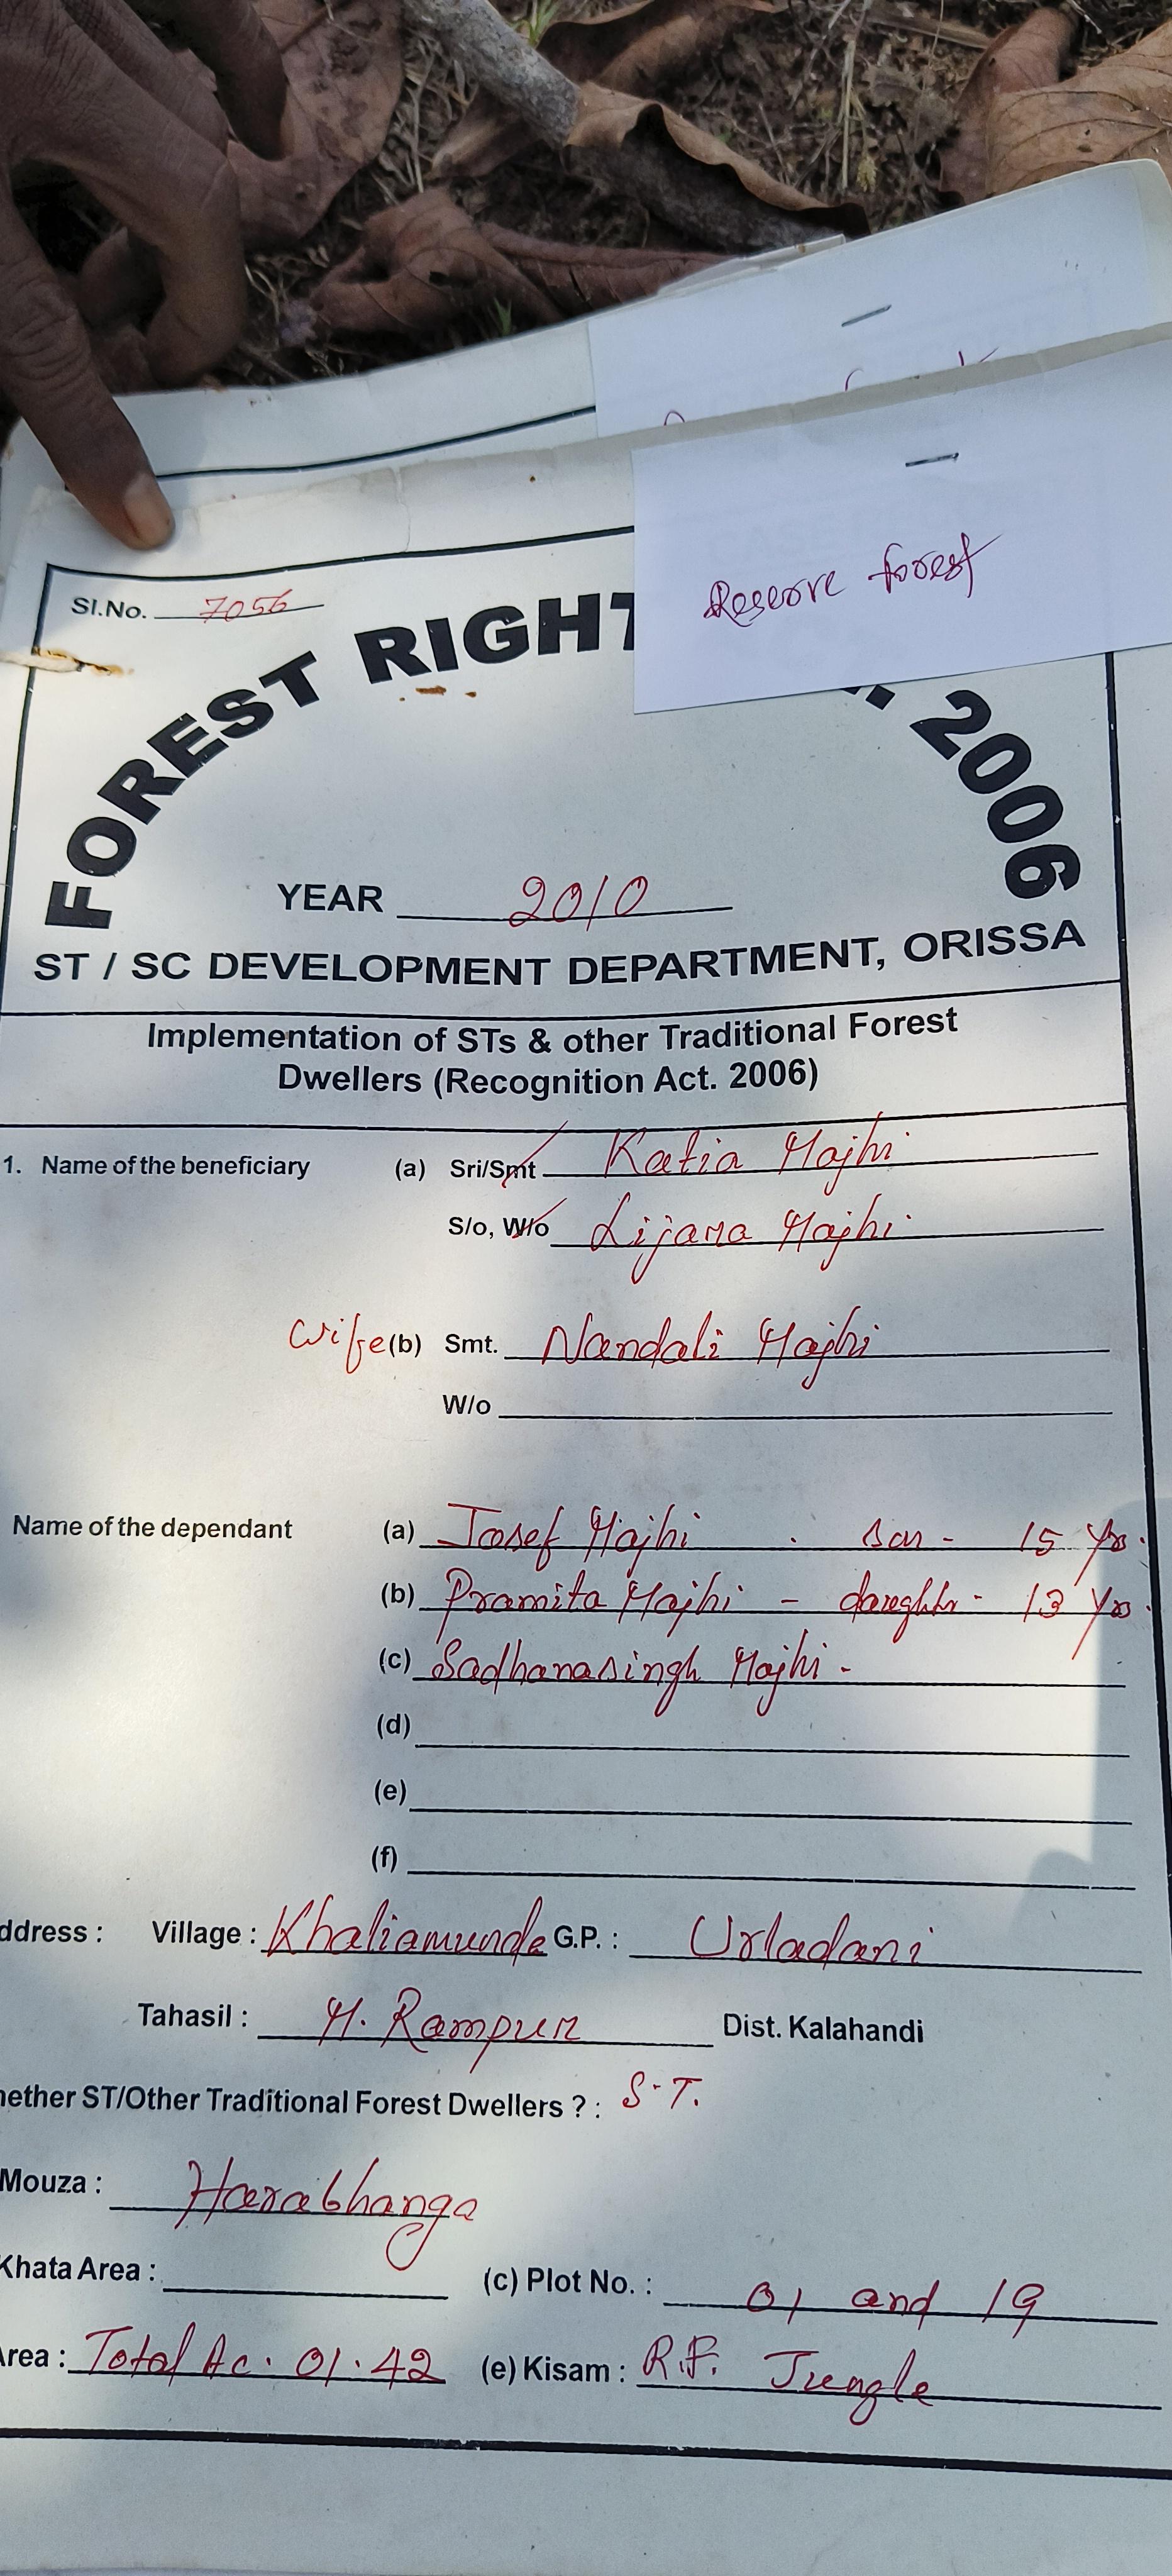 Reserve forest
Sl.No. 7056
FOREST RIGHT 2006
YEAR 2010
ST / SC DEVELOPMENT DEPARTMENT, ORISSA
Implementation of STs & other Traditional Forest
Dwellers (Recognition Act. 2006)
1. Name of the beneficiary (a) Sri/Smt Katia Majhi
S/o, W/o Lijama Majhi
Wife (b) Smt. Nandali Majhi
W/o
Name of the dependant (a) Josef Majhi - son - 15 Yrs.
(b) Pramita Majhi - daughter - 13 Yrs.
(c) Sadhanasingh Majhi -
(d)
(e)
(f)
ddress : Village : Khaliamunda G.P. : Urladani
Tahasil : M. Rampur Dist. Kalahandi
hether ST/Other Traditional Forest Dwellers ? : S.T.
Mouza : Harabhanga
Khata Area : (c) Plot No. : 01 and 19
Area : Total Ac. 01.42 (e) Kisam : R.F. Jungle